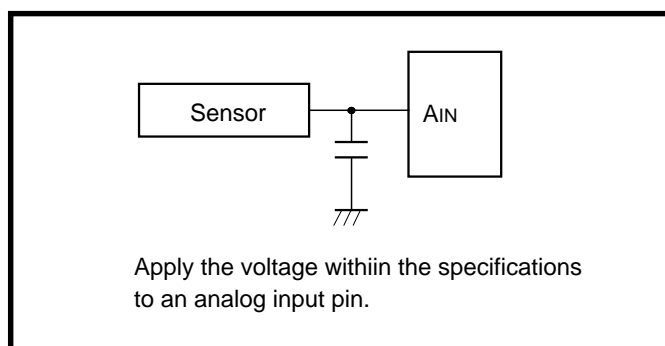 Sensor
AIN
Apply the voltage withiin the specifications
to an analog input pin.